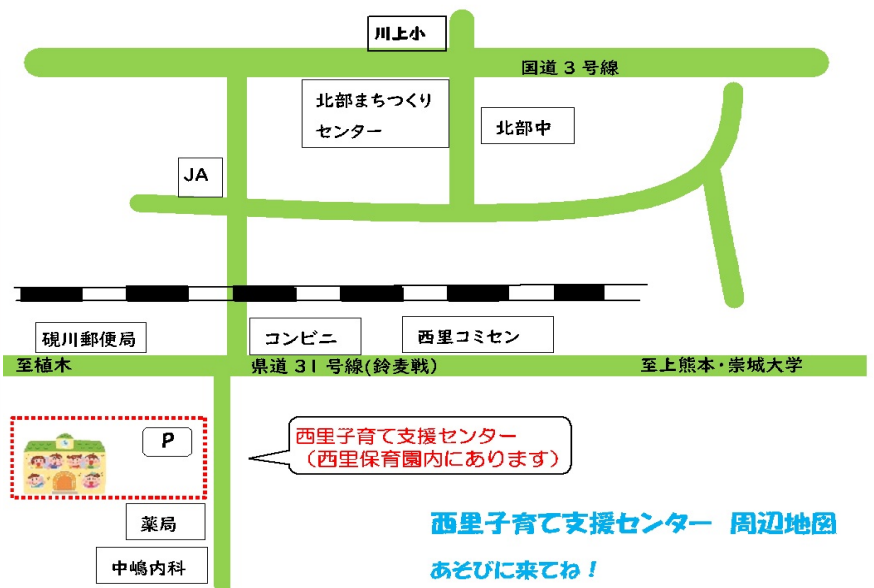 川上小
国道3号線
北部まちつくり
センター
北部中
JA
硯川郵便局
コンビニ
西里コミセン
至植木
県道31号線(鈴麦戦)
至上熊本・崇城大学
P
西里子育て支援センター
(西里保育園内にあります)
薬局
中嶋内科
西里子育て支援センター 周辺地図
あそびに来てね!